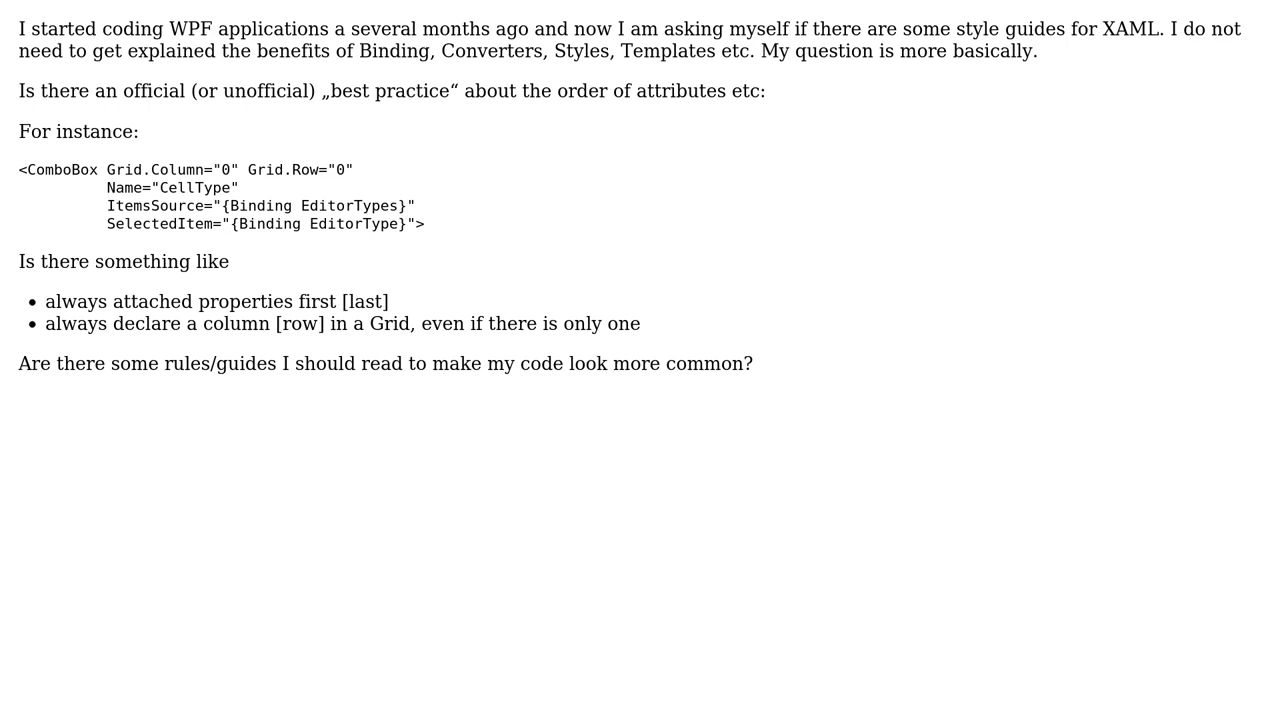 I started coding WPF applications a several months ago and now I am asking myself if there are some style guides for XAML. I do not
need to get explained the benefits of Binding, Converters, Styles, Templates etc. My question is more basically.
Is there an official (or unofficial) „best practice“ about the order of attributes etc:
For instance:
<ComboBox Grid.Column="0" Grid.Row="0"
          Name="CellType"
          ItemsSource="{Binding EditorTypes}"
          SelectedItem="{Binding EditorType}">
Is there something like
• always attached properties first [last]
• always declare a column [row] in a Grid, even if there is only one
Are there some rules/guides I should read to make my code look more common?